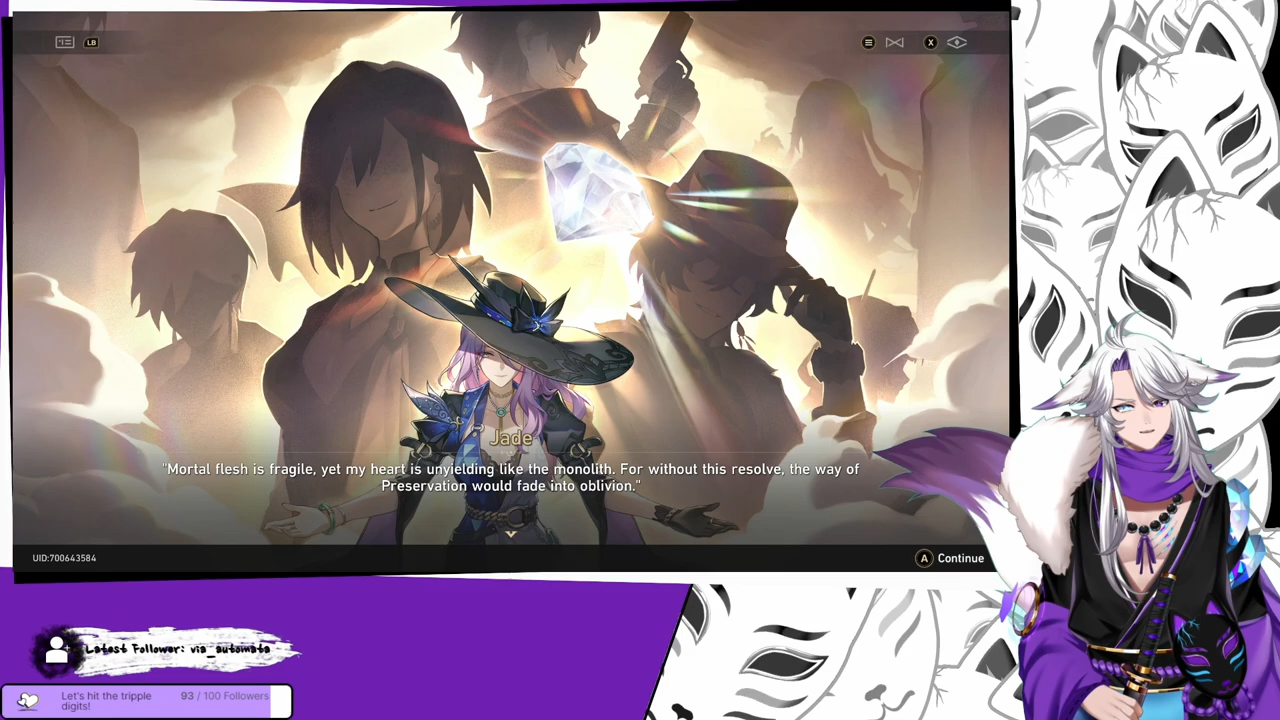 LB
X
Jade
"Mortal flesh is fragile, yet my heart is unyielding like the monolith. For without this resolve, the way of
Preservation would fade into oblivion."
UID:700643584
A Continue
Latest Follower: via_automata
Let's hit the tripple 93 / 100 Followers
digits!